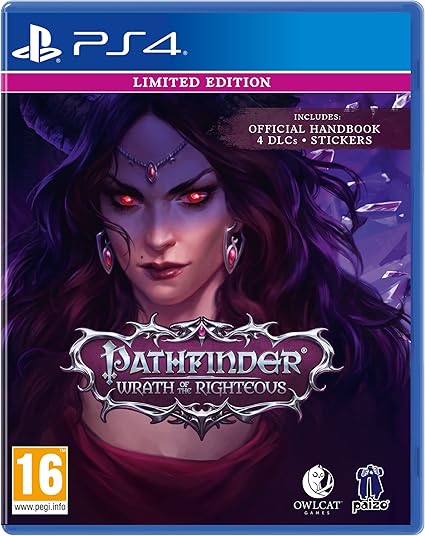 PS4
LIMITED EDITION
INCLUDES:
OFFICIAL HANDBOOK
4 DLCs • STICKERS
PATHFINDER®
WRATH OF THE RIGHTEOUS
16™
www.pegi.info
OWLCAT
GAMES
paizo®